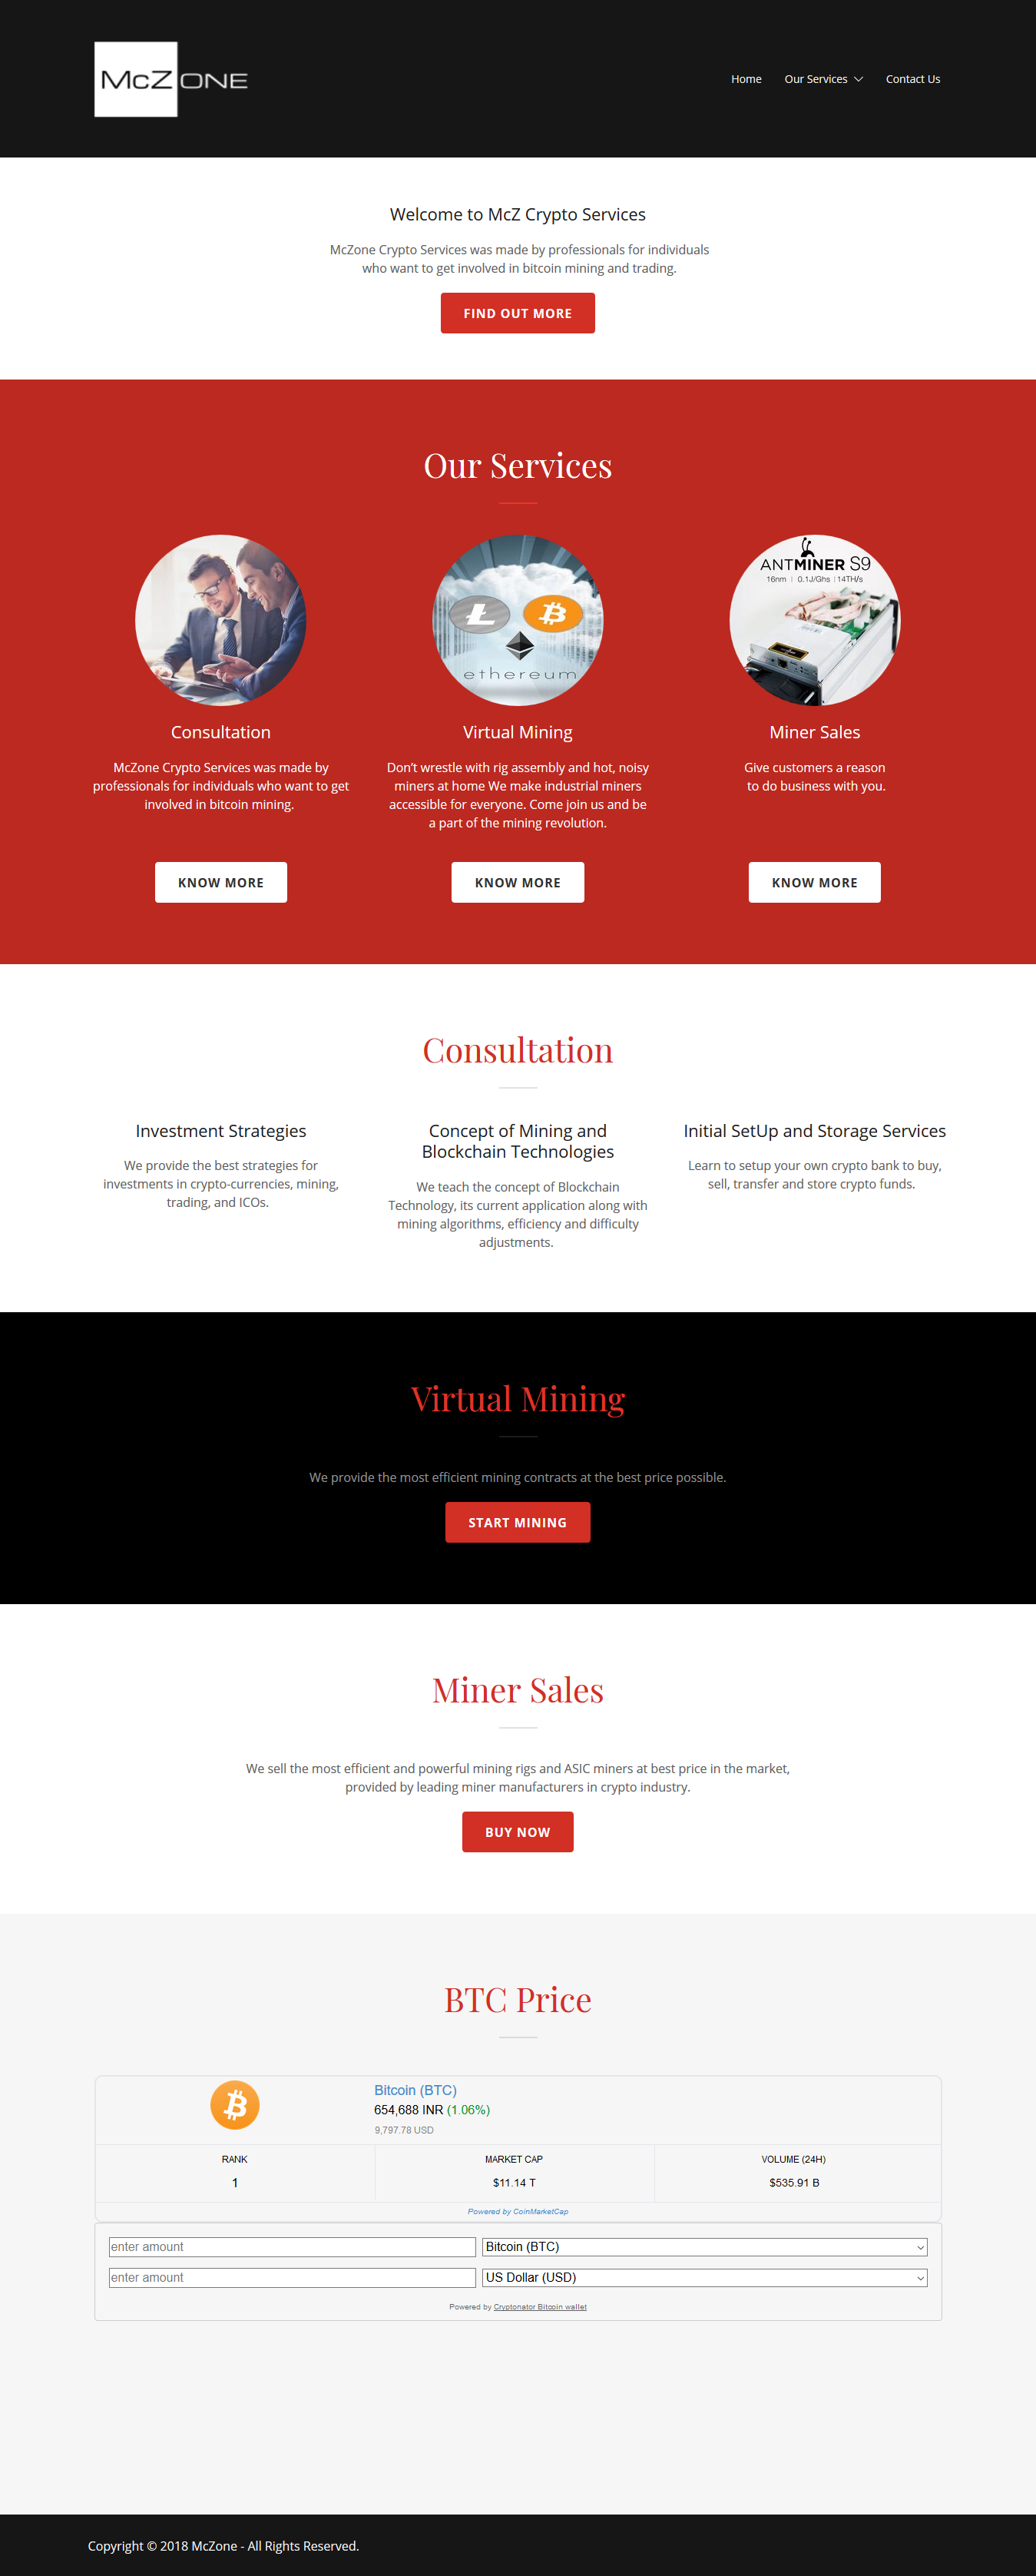 McZONE
Home
Our Services
Contact Us
Welcome to McZ Crypto Services
McZone Crypto Services was made by professionals for individuals
who want to get involved in bitcoin mining and trading.
FIND OUT MORE
Our Services
ANTMINER S9
16nm | 0.1J/Ghs | 14TH/s
ethereum
Consultation
McZone Crypto Services was made by
professionals for individuals who want to get
involved in bitcoin mining.
KNOW MORE
Virtual Mining
Don’t wrestle with rig assembly and hot, noisy
miners at home We make industrial miners
accessible for everyone. Come join us and be
a part of the mining revolution.
KNOW MORE
Miner Sales
Give customers a reason
to do business with you.
KNOW MORE
Consultation
Investment Strategies
We provide the best strategies for
investments in crypto-currencies, mining,
trading, and ICOs.
Concept of Mining and
Blockchain Technologies
We teach the concept of Blockchain
Technology, its current application along with
mining algorithms, efficiency and difficulty
adjustments.
Initial SetUp and Storage Services
Learn to setup your own crypto bank to buy,
sell, transfer and store crypto funds.
Virtual Mining
We provide the most efficient mining contracts at the best price possible.
START MINING
Miner Sales
We sell the most efficient and powerful mining rigs and ASIC miners at best price in the market,
provided by leading miner manufacturers in crypto industry.
BUY NOW
BTC Price
Bitcoin (BTC)
654,688 INR (1.06%)
9,797.78 USD
RANK
1
MARKET CAP
$11.14 T
VOLUME (24H)
$535.91 B
Powered by CoinMarketCap
enter amount
Bitcoin (BTC)
enter amount
US Dollar (USD)
Powered by Cryptonator Bitcoin wallet
Copyright © 2018 McZone - All Rights Reserved.